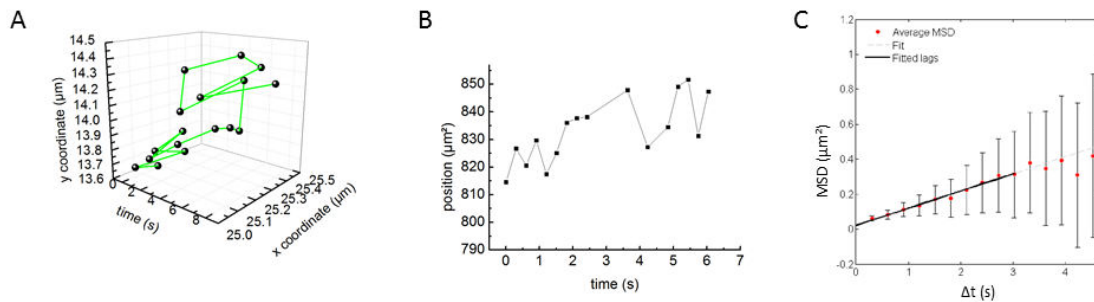 A
14.5
14.4
14.3
14.2
14.1
14.0
13.9
13.8
13.7
13.6
y coordinate (µm)
0
2
4
6
8
time (s)
25.0
25.1
25.2
25.3
25.4
25.5
x coordinate (µm)
B
850
840
830
820
810
800
790
position (µm²)
0 1 2 3 4 5 6 7
time (s)
C
1.2
1
0.8
0.6
0.4
0.2
0
-0.2
MSD (µm²)
Average MSD
Fit
Fitted lags
0 1 2 3 4
Δt (s)